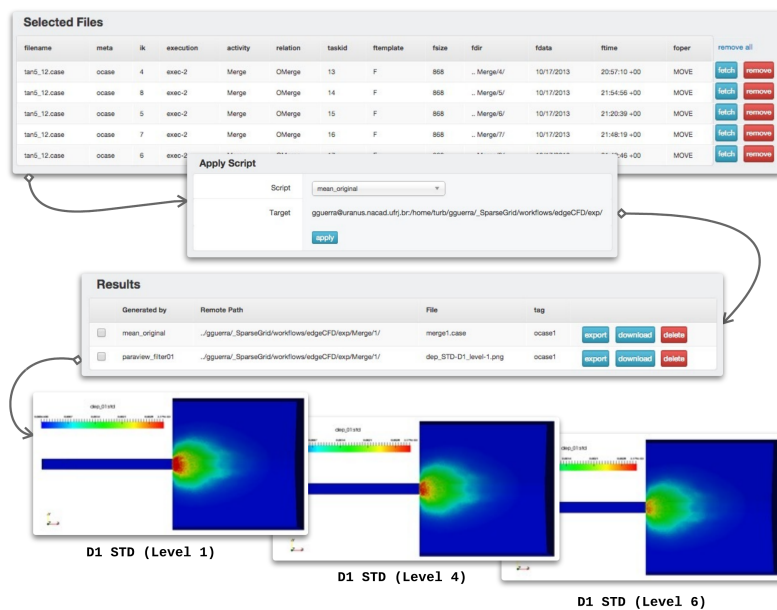 Selected Files
filename meta ik execution activity relation taskid ftemplate fsize fdir fdata ftime foper remove all
tan5_12.case ocase 4 exec-2 Merge OMerge 13 F 868 .. Merge/4/ 10/17/2013 20:57:10 +00 MOVE fetch remove
tan5_12.case ocase 8 exec-2 Merge OMerge 14 F 868 .. Merge/5/ 10/17/2013 21:54:56 +00 MOVE fetch remove
tan5_12.case ocase 5 exec-2 Merge OMerge 15 F 868 .. Merge/6/ 10/17/2013 21:20:39 +00 MOVE fetch remove
tan5_12.case ocase 7 exec-2 Merge OMerge 16 F 868 .. Merge/7/ 10/17/2013 21:48:19 +00 MOVE fetch remove
tan5_12.case ocase 6 exec-2 MOVE fetch remove
Apply Script
Script mean_original
Target gguerra@uranus.nacad.ufrj.br:/home/turb/gguerra/_SparseGrid/workflows/edgeCFD/exp/
apply
Results
Generated by Remote Path File tag
mean_original ../gguerra/_SparseGrid/workflows/edgeCFD/exp/Merge/1/ merge1.case ocase1 export download delete
paraview_filter01 ../gguerra/_SparseGrid/workflows/edgeCFD/exp/Merge/1/ dep_STD-D1_level-1.png ocase1 export download delete
dep_01std
dep_01std
dep_01std
D1 STD (Level 1)
D1 STD (Level 4)
D1 STD (Level 6)